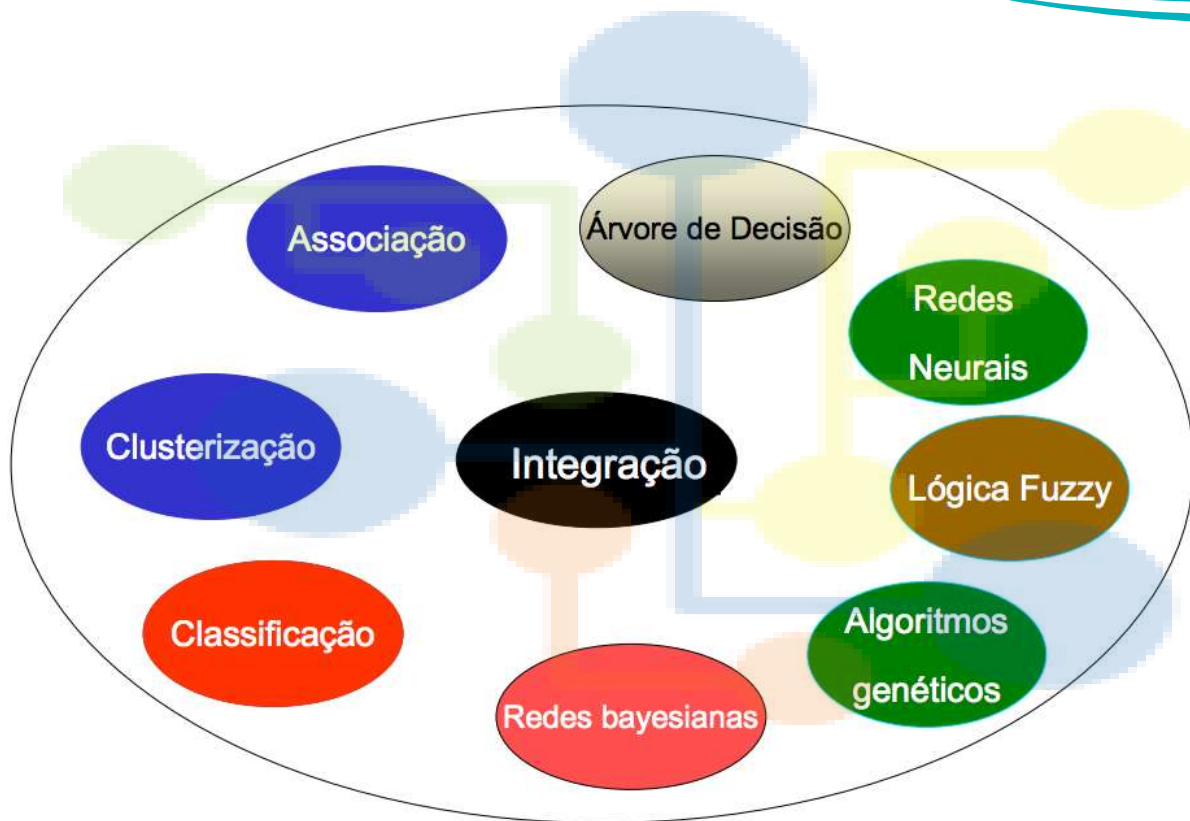 Associação
Árvore de Decisão
Redes
Neurais
Clusterização
Integração
Lógica Fuzzy
Classificação
Algoritmos
genéticos
Redes bayesianas